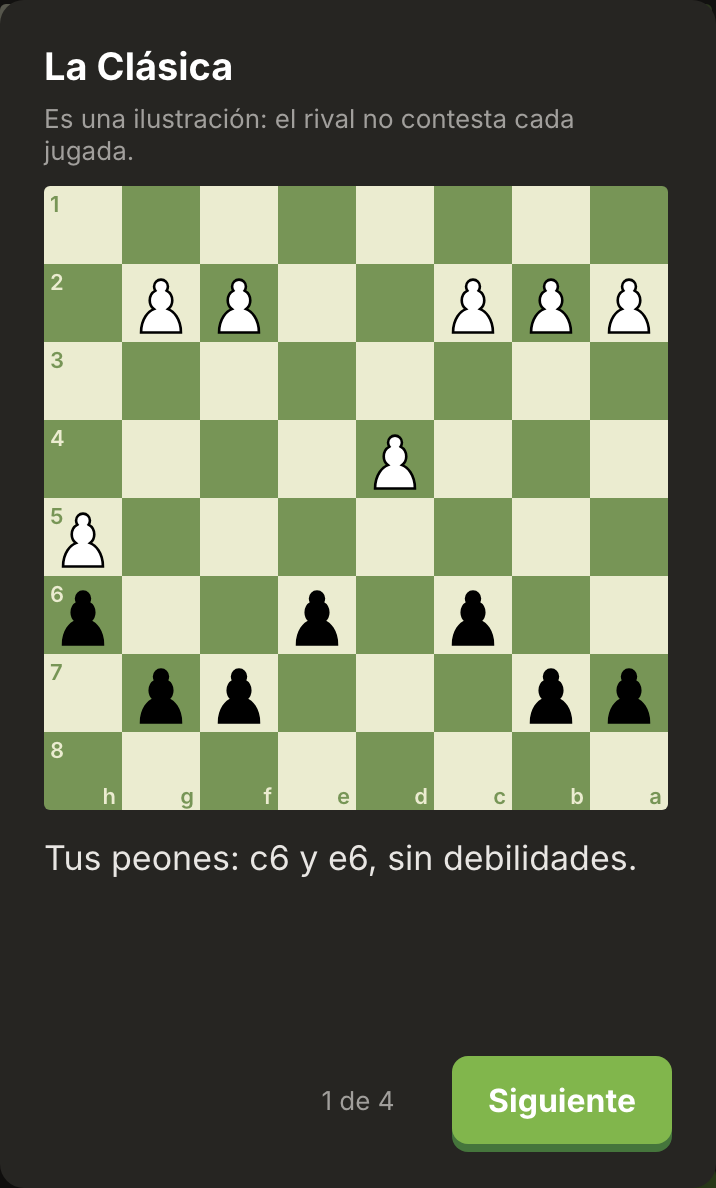 La Clásica
Es una ilustración: el rival no contesta cada
jugada.
1
2
3
4
5
6
7
8
h g f e d c b a
Tus peones: c6 y e6, sin debilidades.
1 de 4
Siguiente